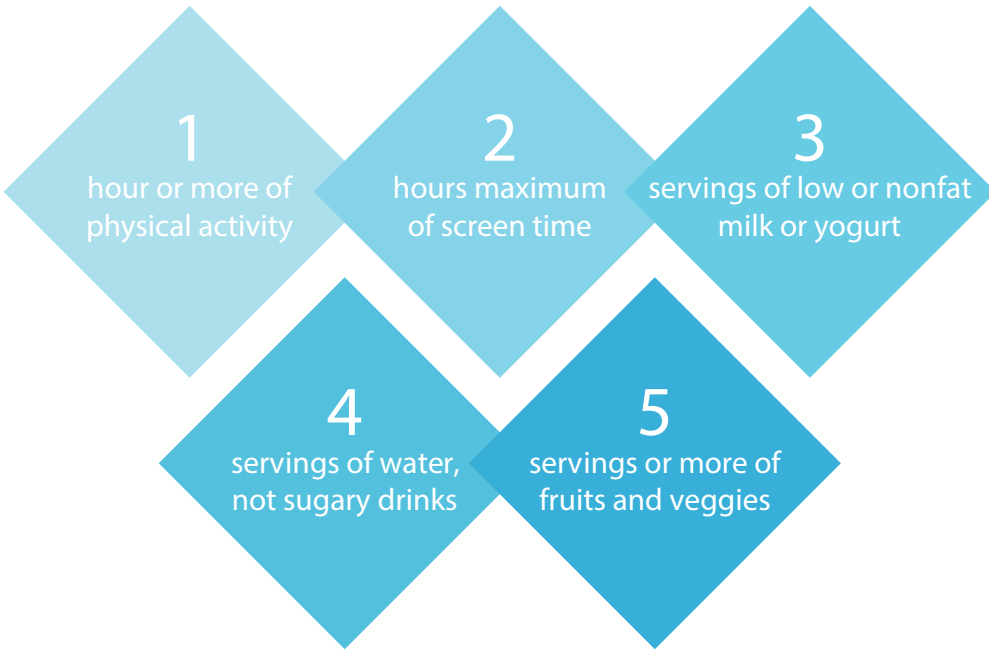 1
hour or more of
physical activity
2
hours maximum
of screen time
3
servings of low or nonfat
milk or yogurt
4
servings of water,
not sugary drinks
5
servings or more of
fruits and veggies